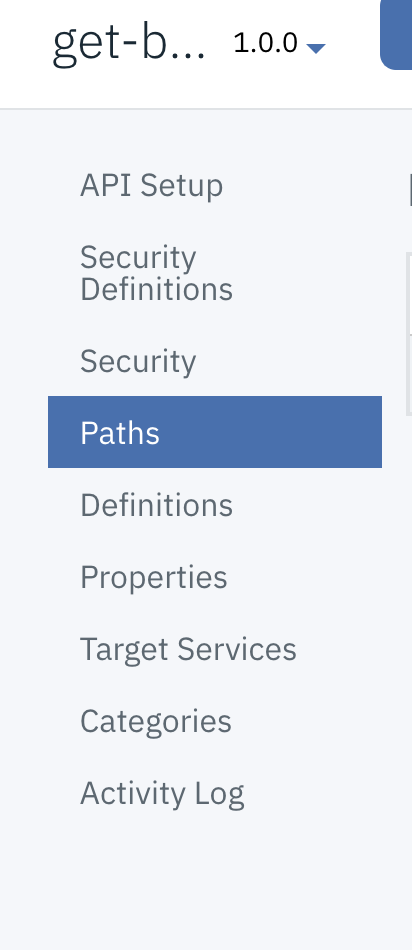 get-b... 1.0.0
API Setup
Security
Definitions
Security
Paths
Definitions
Properties
Target Services
Categories
Activity Log